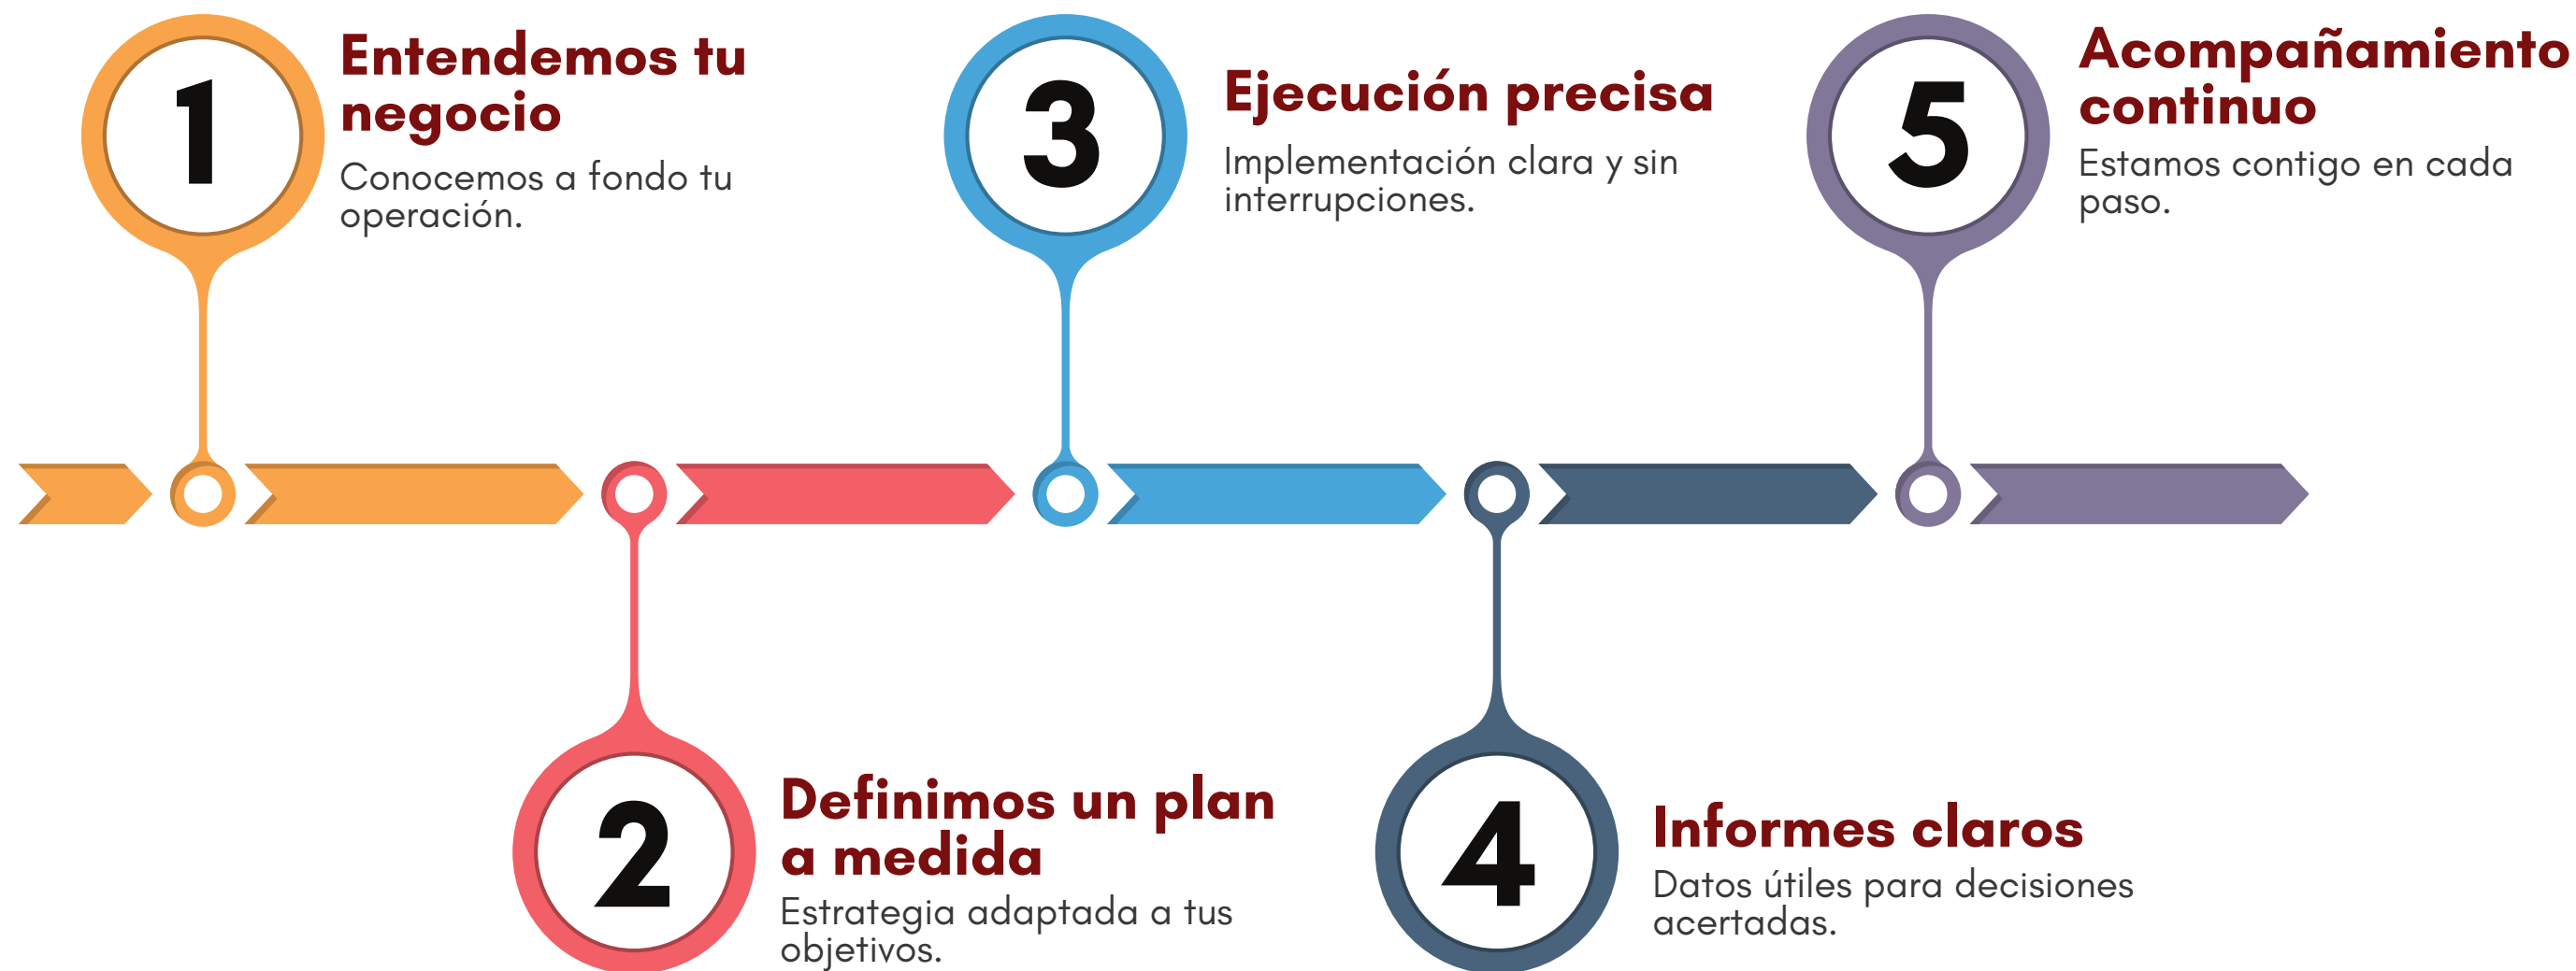 1
Entendemos tu
negocio
Conocemos a fondo tu
operación.
2
Definimos un plan
a medida
Estrategia adaptada a tus
objetivos.
3
Ejecución precisa
Implementación clara y sin
interrupciones.
4
Informes claros
Datos útiles para decisiones
acertadas.
5
Acompañamiento
continuo
Estamos contigo en cada
paso.